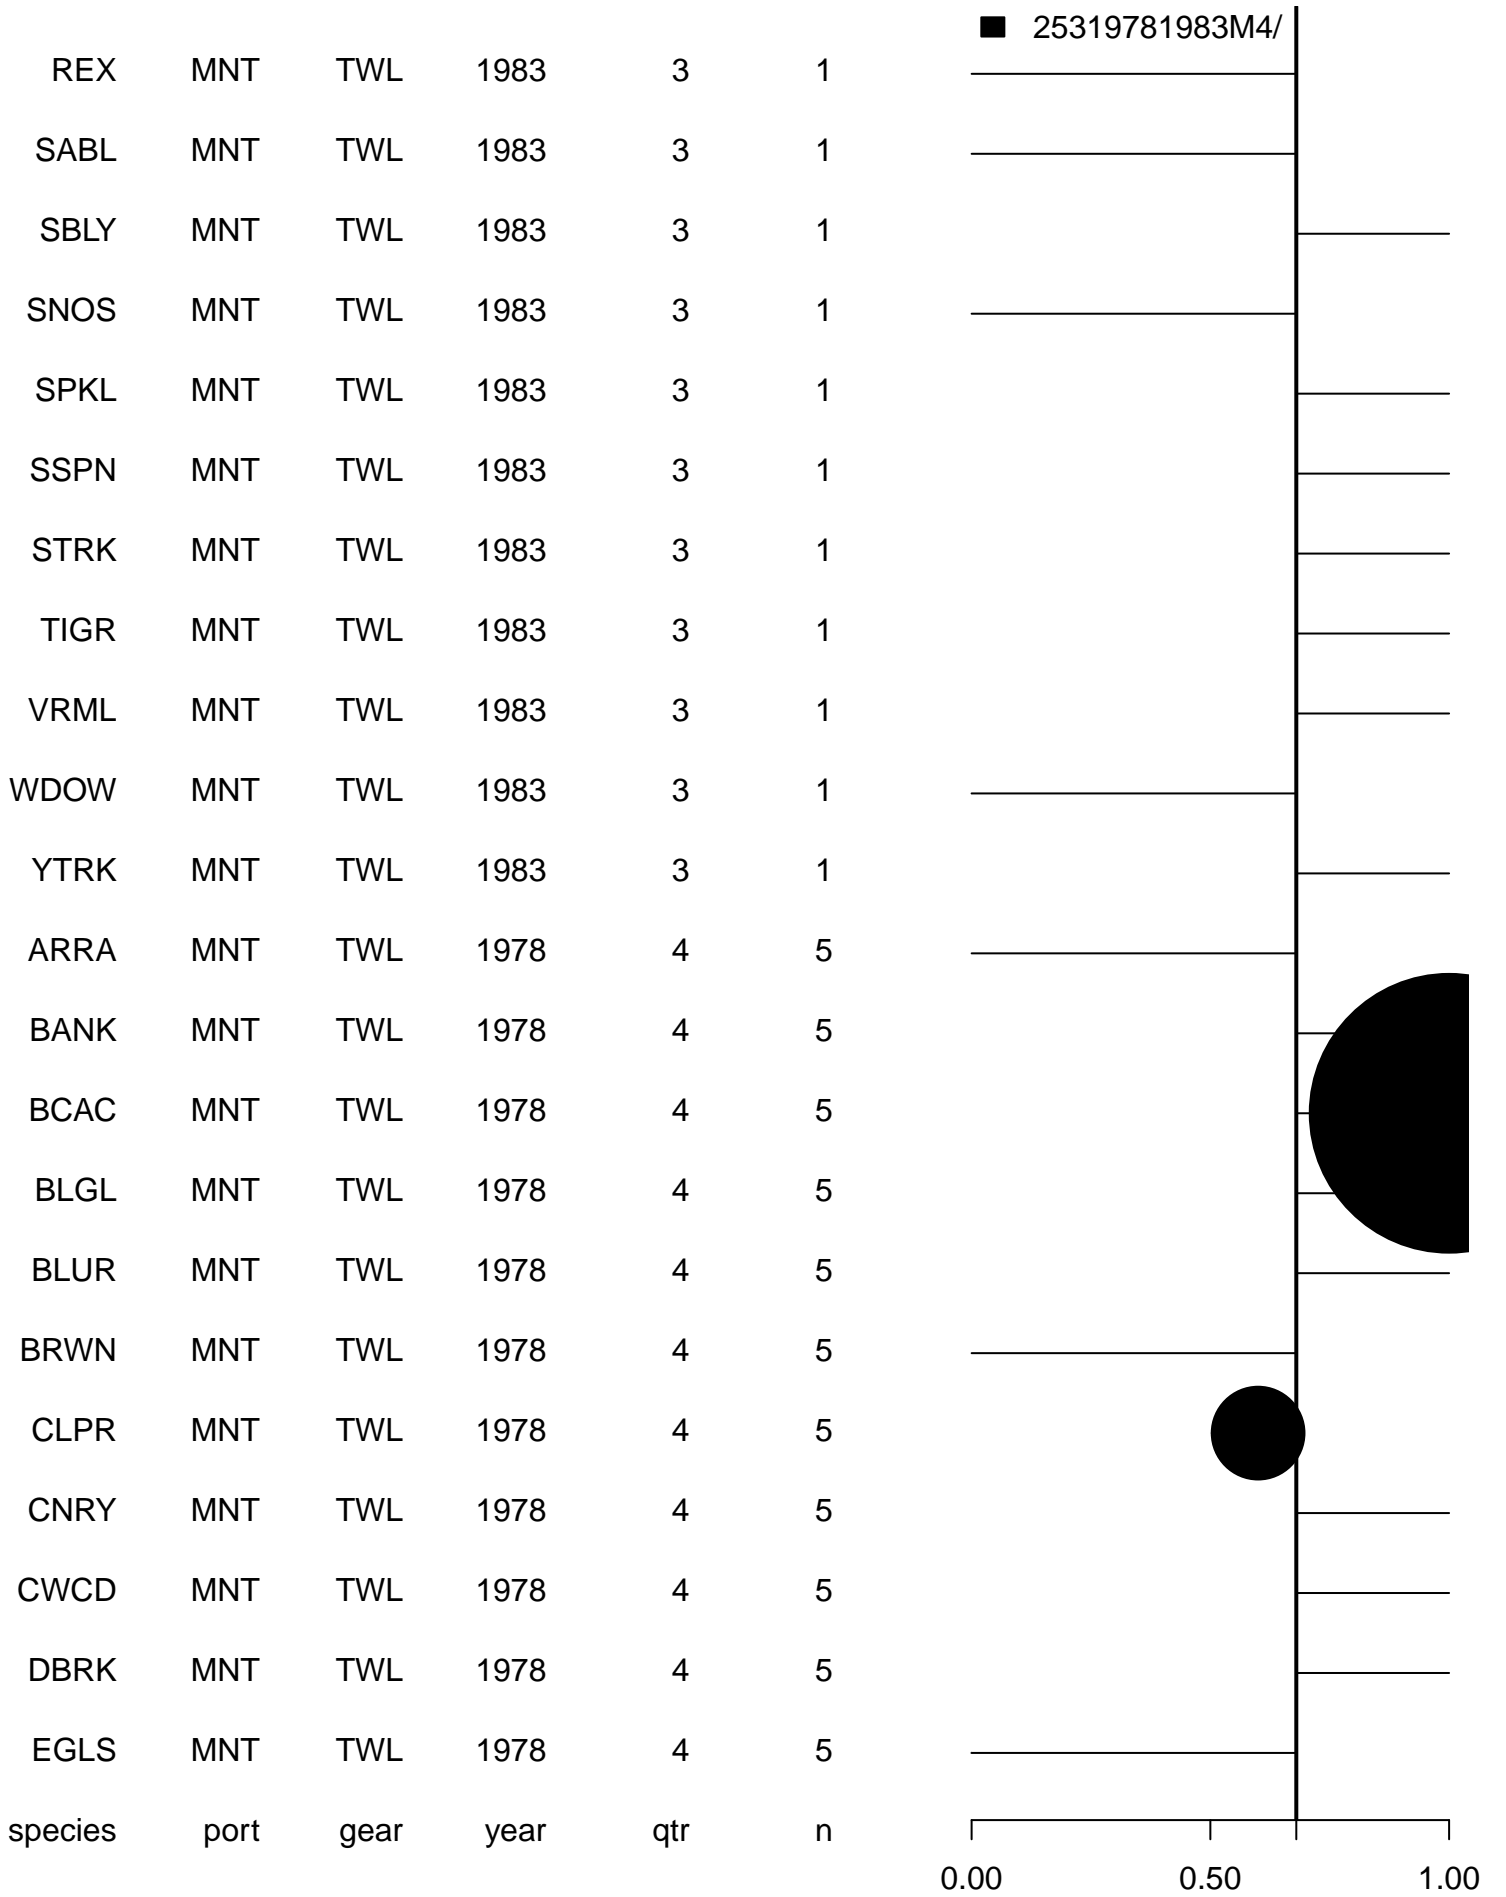 25319781983M4/
REX MNT TWL 1983 3 1
SABL MNT TWL 1983 3 1
SBLY MNT TWL 1983 3 1
SNOS MNT TWL 1983 3 1
SPKL MNT TWL 1983 3 1
SSPN MNT TWL 1983 3 1
STRK MNT TWL 1983 3 1
TIGR MNT TWL 1983 3 1
VRML MNT TWL 1983 3 1
WDOW MNT TWL 1983 3 1
YTRK MNT TWL 1983 3 1
ARRA MNT TWL 1978 4 5
BANK MNT TWL 1978 4 5
BCAC MNT TWL 1978 4 5
BLGL MNT TWL 1978 4 5
BLUR MNT TWL 1978 4 5
BRWN MNT TWL 1978 4 5
CLPR MNT TWL 1978 4 5
CNRY MNT TWL 1978 4 5
CWCD MNT TWL 1978 4 5
DBRK MNT TWL 1978 4 5
EGLS MNT TWL 1978 4 5
species port gear year qtr n
0.00 0.50 1.00